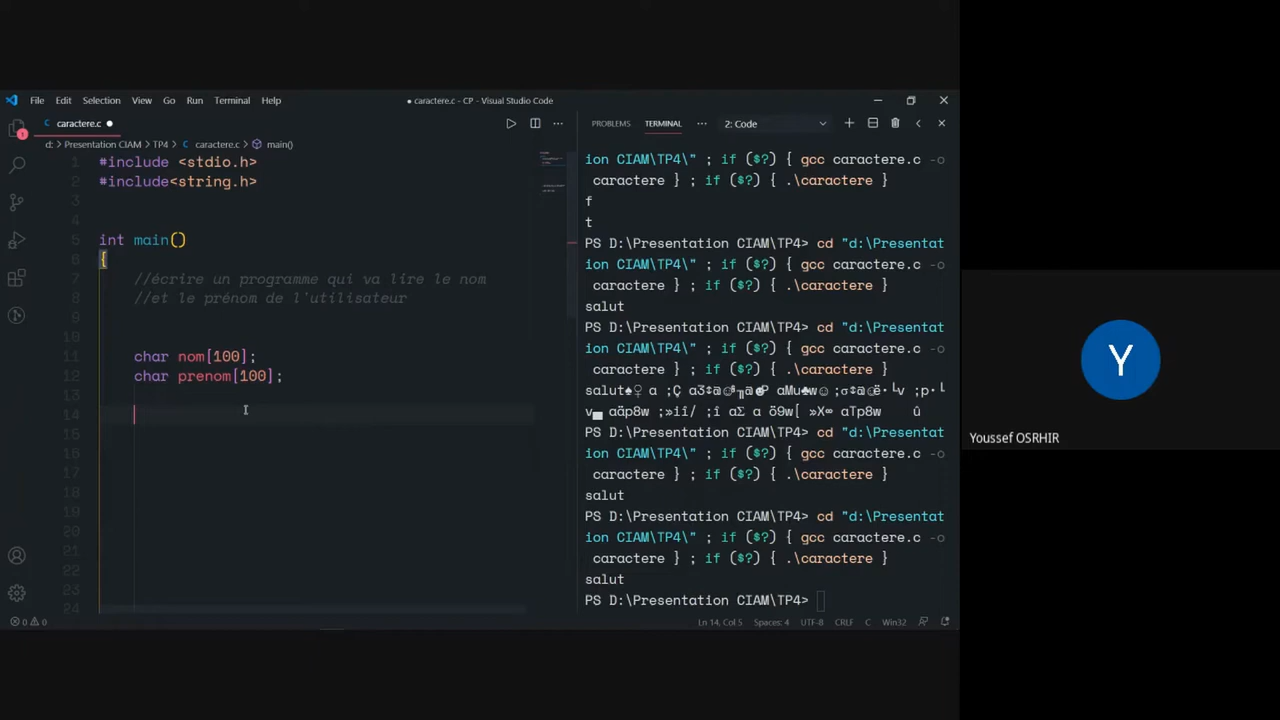 File Edit Selection View Go Run Terminal Help
● caractere.c - CP - Visual Studio Code
C caractere.c ●
d: > Presentation CIAM > TP4 > C caractere.c > main()
1 #include <stdio.h>
2 #include<string.h>
3
4
5 int main()
6 {
7 //écrire un programme qui va lire le nom
8 //et le prénom de l'utilisateur
9
10
11 char nom[100];
12 char prenom[100];
13
14
15
16
17
18
19
20
21
22
23
24
PROBLEMS TERMINAL ... 2: Code
ion CIAM\TP4\" ; if ($?) { gcc caractere.c -o
caractere } ; if ($?) { .\caractere }
f
t
PS D:\Presentation CIAM\TP4> cd "d:\Presentat
ion CIAM\TP4\" ; if ($?) { gcc caractere.c -o
caractere } ; if ($?) { .\caractere }
salut
PS D:\Presentation CIAM\TP4> cd "d:\Presentat
ion CIAM\TP4\" ; if ($?) { gcc caractere.c -o
caractere } ; if ($?) { .\caractere }
salut
PS D:\Presentation CIAM\TP4> cd "d:\Presentat
ion CIAM\TP4\" ; if ($?) { gcc caractere.c -o
caractere } ; if ($?) { .\caractere }
salut
PS D:\Presentation CIAM\TP4> cd "d:\Presentat
ion CIAM\TP4\" ; if ($?) { gcc caractere.c -o
caractere } ; if ($?) { .\caractere }
salut
PS D:\Presentation CIAM\TP4>
1
0 0 Ln 14, Col 5 Spaces: 4 UTF-8 CRLF C Win32
Y
Youssef OSRHIR